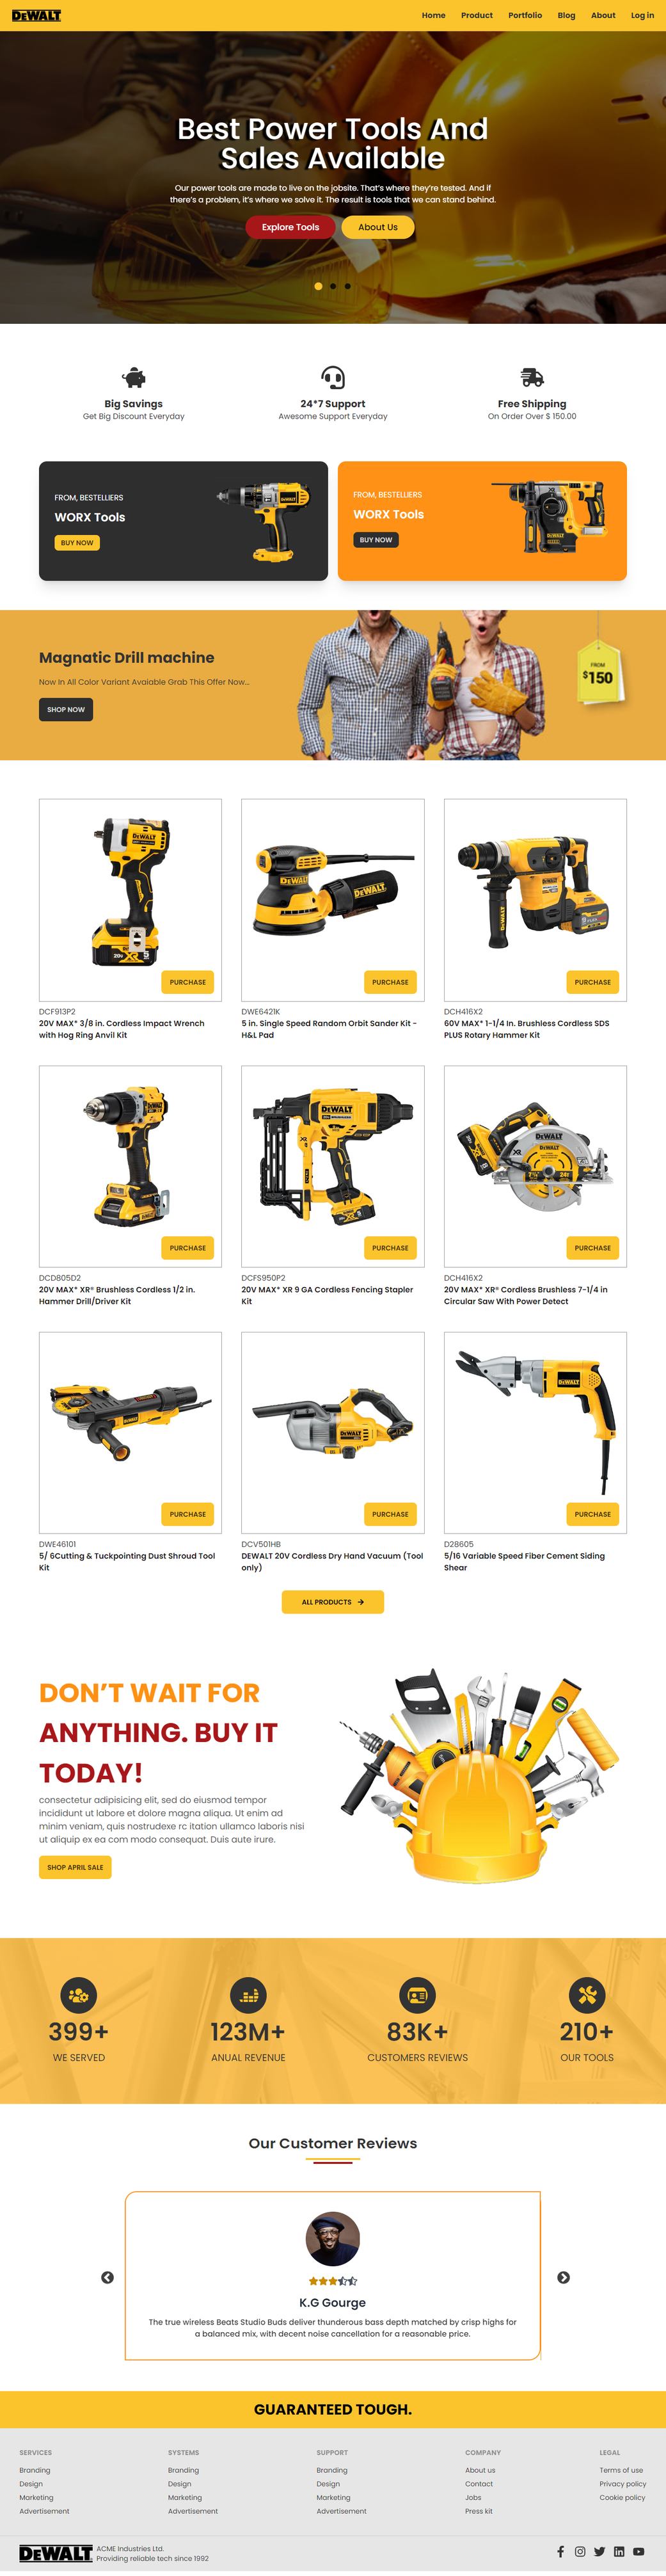 DEWALT
Home Product Portfolio Blog About Log in
Best Power Tools And
Sales Available
Our power tools are made to live on the jobsite. That's where they're tested. And if
there's a problem, it's where we solve it. The result is tools that we can stand behind.
Explore Tools About Us
Big Savings
Get Big Discount Everyday
24*7 Support
Awesome Support Everyday
Free Shipping
On Order Over $ 150.00
FROM, BESTELLIERS
WORX Tools
BUY NOW
DEWALT
FROM, BESTELLIERS
WORX Tools
BUY NOW
DEWALT
Magnatic Drill machine
Now In All Color Variant Avaiable Grab This Offer Now...
SHOP NOW
FROM
$150
DEWALT
PURCHASE
DCF913P2
20V MAX* 3/8 in. Cordless Impact Wrench
with Hog Ring Anvil Kit
DEWALT
DEWALT
PURCHASE
DWE6421K
5 in. Single Speed Random Orbit Sander Kit -
H&L Pad
DEWALT
PURCHASE
DCH416X2
60V MAX* 1-1/4 In. Brushless Cordless SDS
PLUS Rotary Hammer Kit
PURCHASE
DCD805D2
20V MAX* XR® Brushless Cordless 1/2 in.
Hammer Drill/Driver Kit
DEWALT
XR
PURCHASE
DCFS950P2
20V MAX* XR 9 GA Cordless Fencing Stapler
Kit
DEWALT
XR
DEWALT
PURCHASE
DCH416X2
20V MAX* XR® Cordless Brushless 7-1/4 in
Circular Saw With Power Detect
DEWALT
PURCHASE
DWE46101
5/ 6Cutting & Tuckpointing Dust Shroud Tool
Kit
DEWALT
PURCHASE
DCV501HB
DEWALT 20V Cordless Dry Hand Vacuum (Tool
only)
DEWALT
PURCHASE
D28605
5/16 Variable Speed Fiber Cement Siding
Shear
ALL PRODUCTS
DON'T WAIT FOR
ANYTHING. BUY IT
TODAY!
consectetur adipisicing elit, sed do eiusmod tempor
incididunt ut labore et dolore magna aliqua. Ut enim ad
minim veniam, quis nostrudexe rc itation ullamco laboris nisi
ut aliquip ex ea com modo consequat. Duis aute irure.
SHOP APRIL SALE
399+
WE SERVED
123M+
ANUAL REVENUE
83K+
CUSTOMERS REVIEWS
210+
OUR TOOLS
Our Customer Reviews
K.G Gourge
The true wireless Beats Studio Buds deliver thunderous bass depth matched by crisp highs for
a balanced mix, with decent noise cancellation for a reasonable price.
GUARANTEED TOUGH.
SERVICES
Branding
Design
Marketing
Advertisement
SYSTEMS
Branding
Design
Marketing
Advertisement
SUPPORT
Branding
Design
Marketing
Advertisement
COMPANY
About us
Contact
Jobs
Press kit
LEGAL
Terms of use
Privacy policy
Cookie policy
DEWALT
ACME Industries Ltd.
Providing reliable tech since 1992